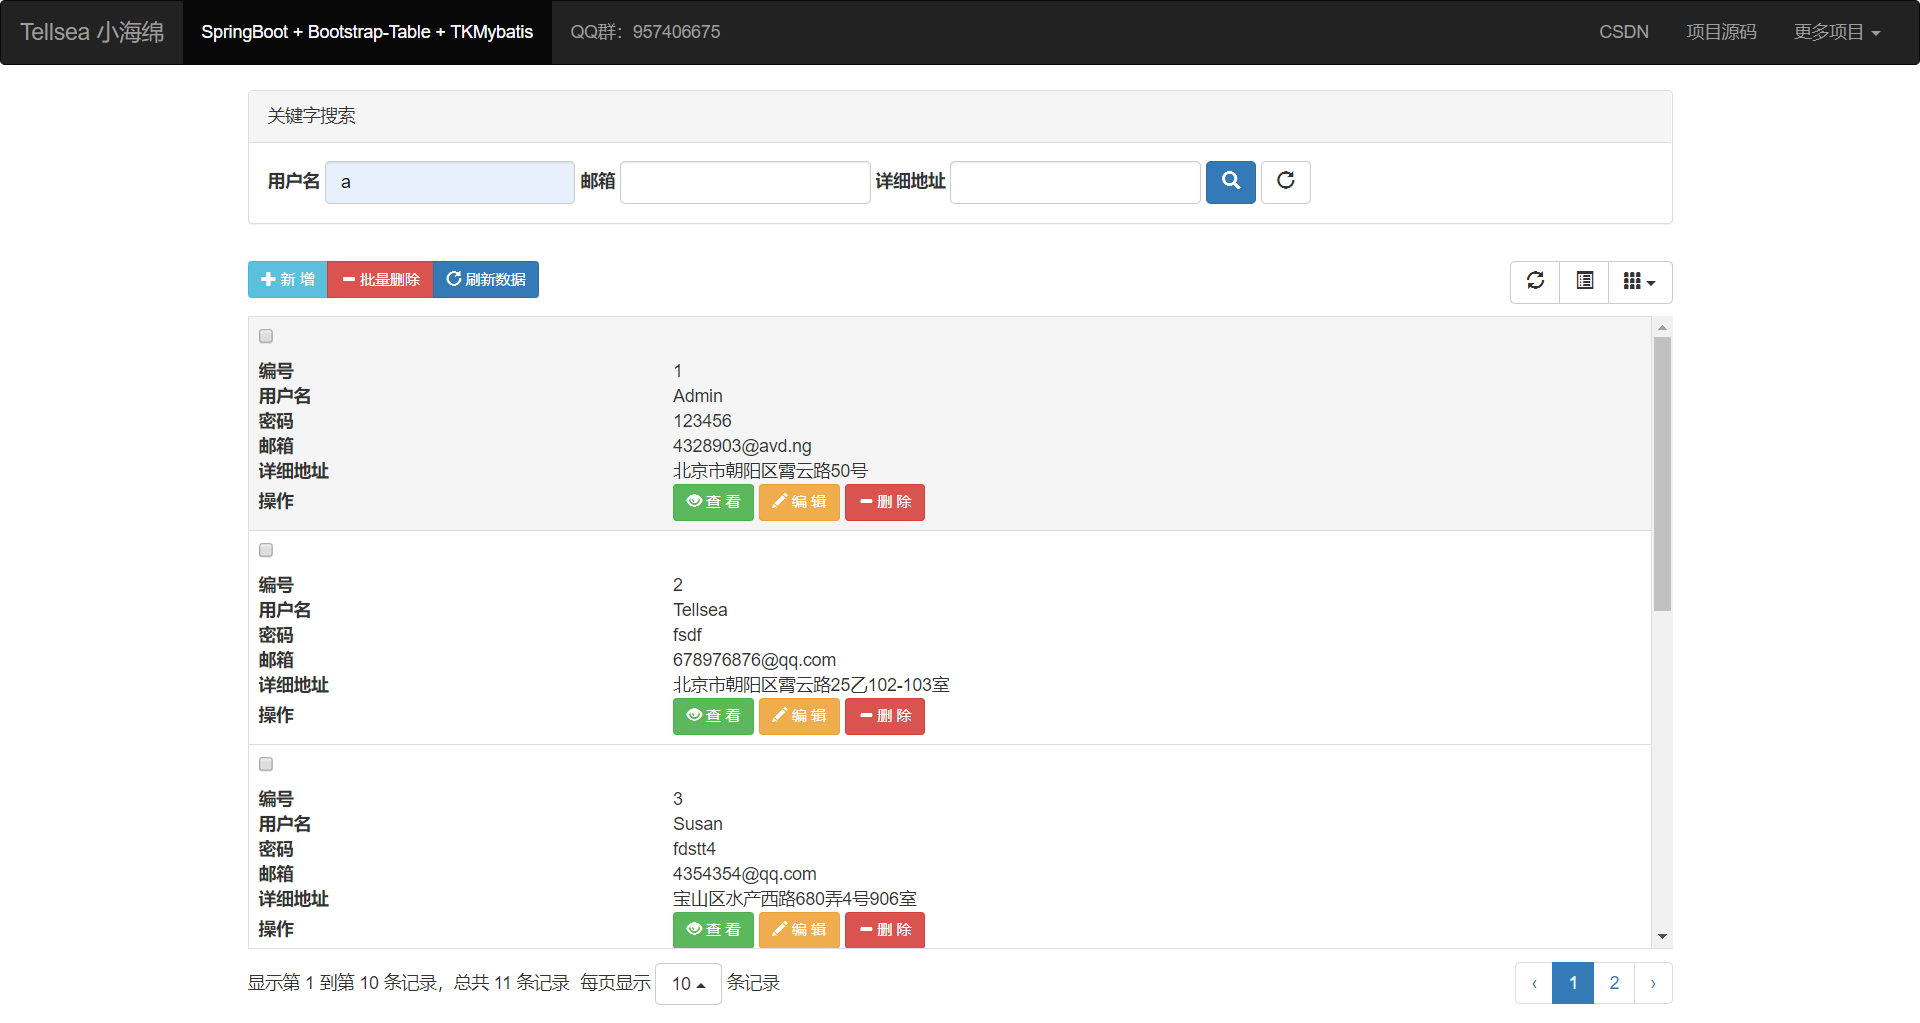 Tellsea 小海绵 SpringBoot + Bootstrap-Table + TKMybatis QQ群：957406675 CSDN 项目源码 更多项目
关键字搜索
用户名 a 邮箱 详细地址
新 增 批量删除 刷新数据
编号 1
用户名 Admin
密码 123456
邮箱 4328903@avd.ng
详细地址 北京市朝阳区霄云路50号
操作 查 看 编 辑 删 除
编号 2
用户名 Tellsea
密码 fsdf
邮箱 678976876@qq.com
详细地址 北京市朝阳区霄云路25乙102-103室
操作 查 看 编 辑 删 除
编号 3
用户名 Susan
密码 fdstt4
邮箱 4354354@qq.com
详细地址 宝山区水产西路680弄4号906室
操作 查 看 编 辑 删 除
显示第 1 到第 10 条记录，总共 11 条记录 每页显示 10 条记录 ‹ 1 2 ›